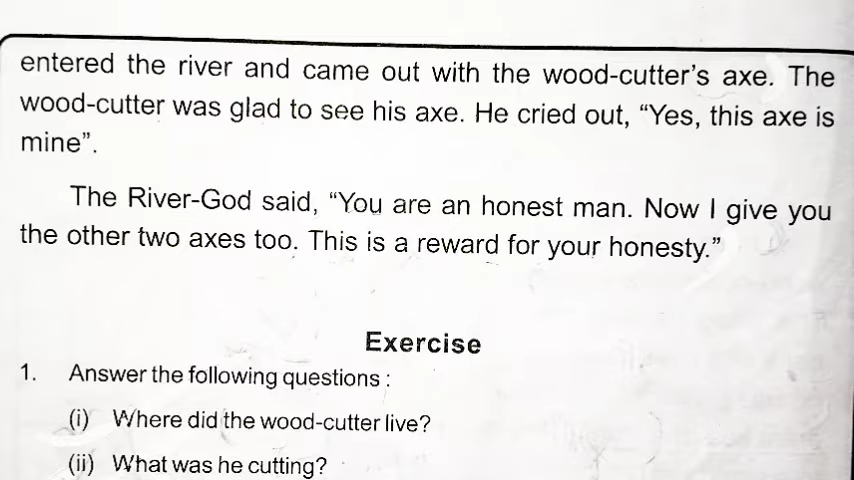 entered the river and came out with the wood-cutter's axe. The
wood-cutter was glad to see his axe. He cried out, “Yes, this axe is
mine”.
The River-God said, “You are an honest man. Now I give you
the other two axes too. This is a reward for your honesty.”
Exercise
1. Answer the following questions :
(i) Where did the wood-cutter live?
(ii) What was he cutting?